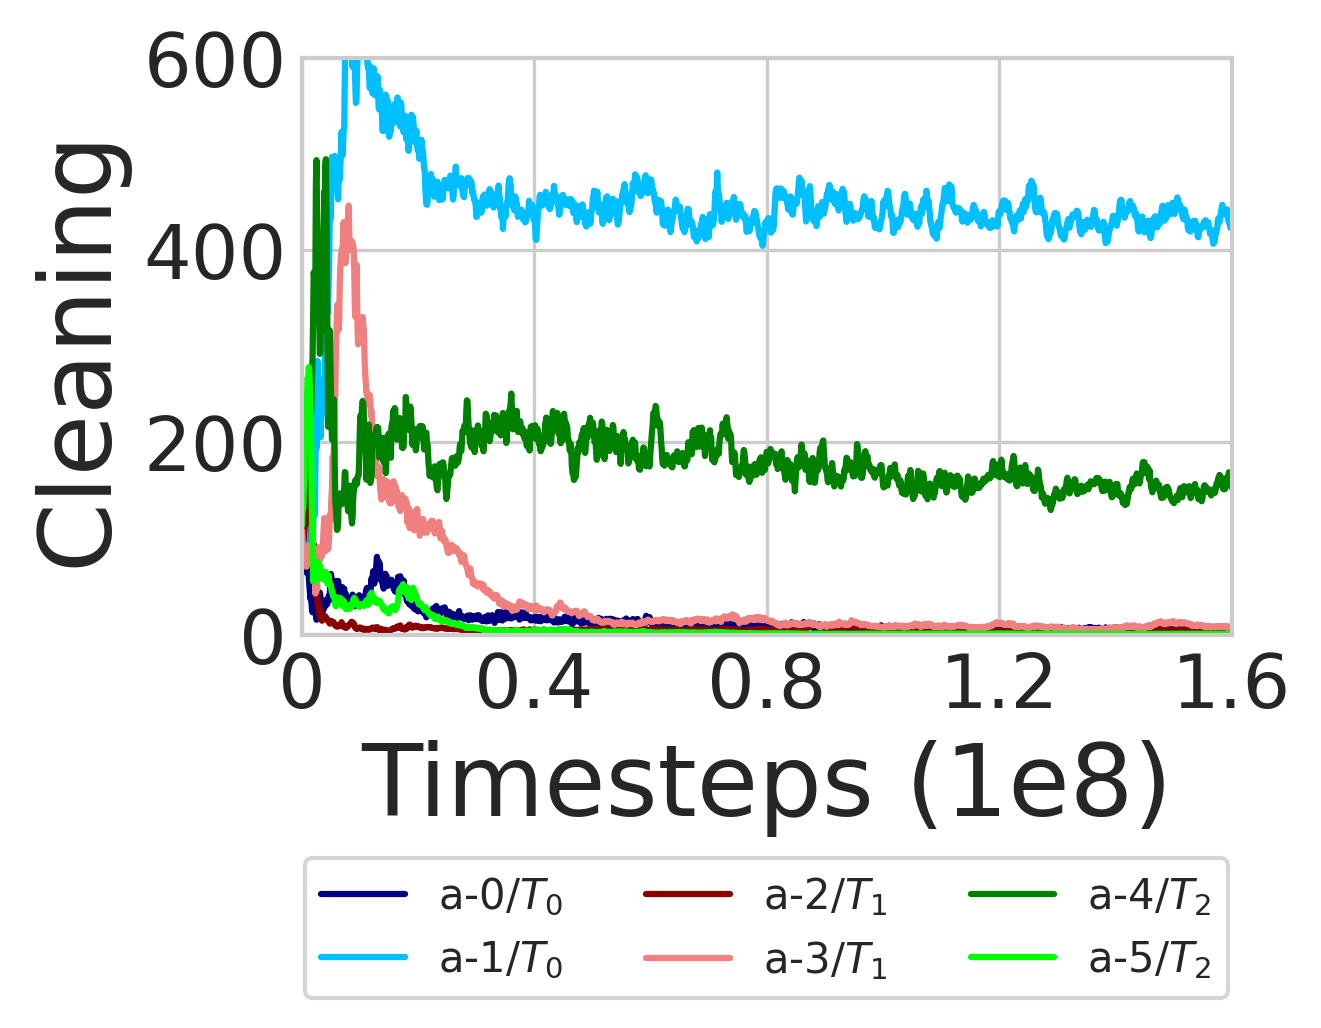 600
400
200
0
Cleaning
0 0.4 0.8 1.2 1.6
Timesteps (1e8)
a-0/T₀ a-2/T₁ a-4/T₂
a-1/T₀ a-3/T₁ a-5/T₂